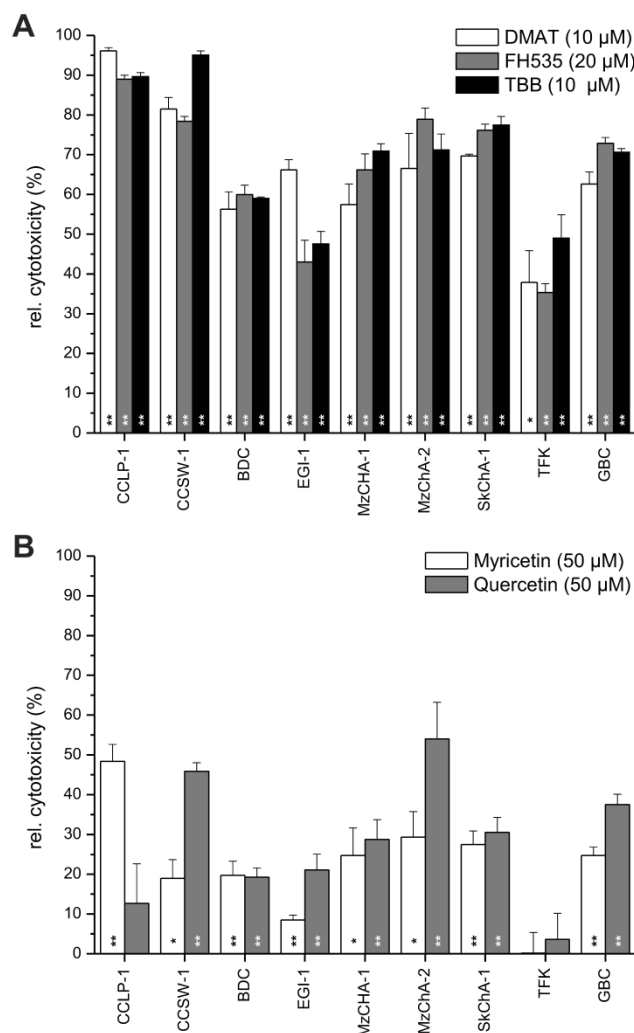 A
DMAT (10 µM)
FH535 (20 µM)
TBB (10 µM)
rel. cytotoxicity (%)
100
90
80
70
60
50
40
30
20
10
0
** ** ** ** ** ** ** ** ** ** ** ** ** ** ** ** ** ** ** ** ** * ** ** ** ** **
CCLP-1
CCSW-1
BDC
EGI-1
MzCHA-1
MzChA-2
SkChA-1
TFK
GBC
B
Myricetin (50 µM)
Quercetin (50 µM)
rel. cytotoxicity (%)
100
90
80
70
60
50
40
30
20
10
0
** * ** ** ** ** ** * ** * ** ** ** ** **
CCLP-1
CCSW-1
BDC
EGI-1
MzCHA-1
MzChA-2
SkChA-1
TFK
GBC